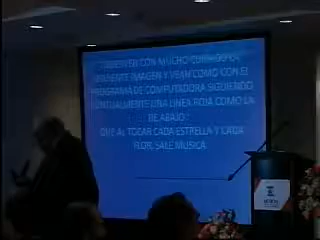 OBSERVEN CON MUCHO CUIDADO LA
SIGUIENTE IMAGEN Y VEAN COMO CON EL
PROGRAMA DE COMPUTADORA SIGUIENDO
PUNTUALMENTE UNA LINEA ROJA COMO LA
DE ABAJO
QUE AL TOCAR CADA ESTRELLA Y CADA
FLOR, SALE MUSICA